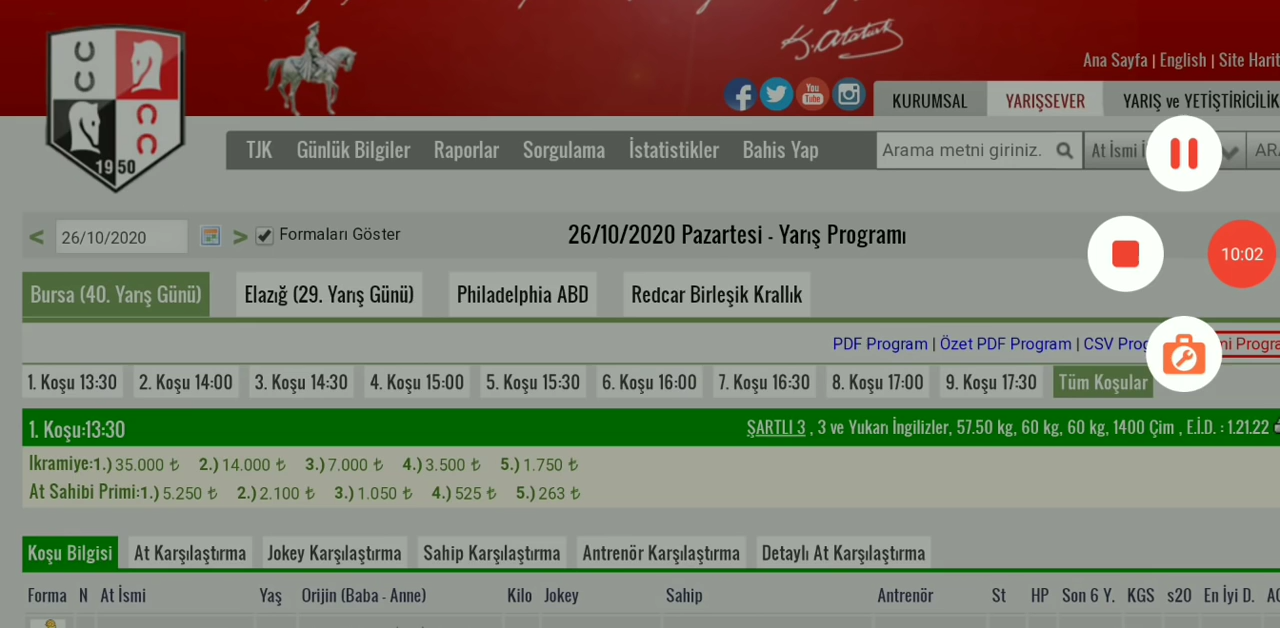 K. Atatürk
Ana Sayfa | English | Site Harit
KURUMSAL YARIŞSEVER YARIŞ ve YETİŞTİRİCİLİK
You
Tube
1950
TJK Günlük Bilgiler Raporlar Sorgulama İstatistikler Bahis Yap Arama metni giriniz. At İsmi
< 26/10/2020 > Formaları Göster 26/10/2020 Pazartesi - Yarış Programı
10:02
Bursa (40. Yarış Günü) Elazığ (29. Yarış Günü) Philadelphia ABD Redcar Birleşik Krallık
PDF Program | Özet PDF Program | CSV
1. Koşu 13:30 2. Koşu 14:00 3. Koşu 14:30 4. Koşu 15:00 5. Koşu 15:30 6. Koşu 16:00 7. Koşu 16:30 8. Koşu 17:00 9. Koşu 17:30 Tüm Koşular
1. Koşu:13:30 ŞARTLI 3 , 3 ve Yukarı İngilizler, 57.50 kg, 60 kg, 60 kg, 1400 Çim , E.İ.D. : 1.21.22
Ikramiye:1.) 35.000 ₺ 2.) 14.000 ₺ 3.) 7.000 ₺ 4.) 3.500 ₺ 5.) 1.750 ₺
At Sahibi Primi:1.) 5.250 ₺ 2.) 2.100 ₺ 3.) 1.050 ₺ 4.) 525 ₺ 5.) 263 ₺
Koşu Bilgisi At Karşılaştırma Jokey Karşılaştırma Sahip Karşılaştırma Antrenör Karşılaştırma Detaylı At Karşılaştırma
Forma N At İsmi Yaş Orijin (Baba - Anne) Kilo Jokey Sahip Antrenör St HP Son 6 Y. KGS s20 En İyi D.